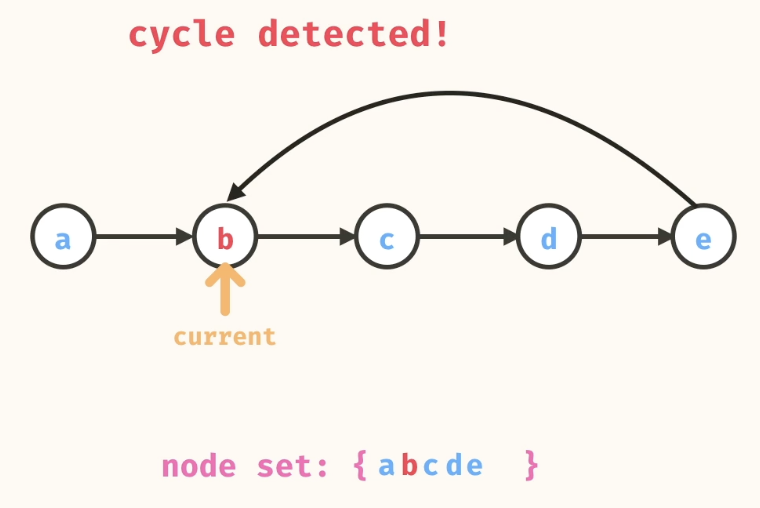 cycle detected!
a b c d e
current
node set: { a b c d e }